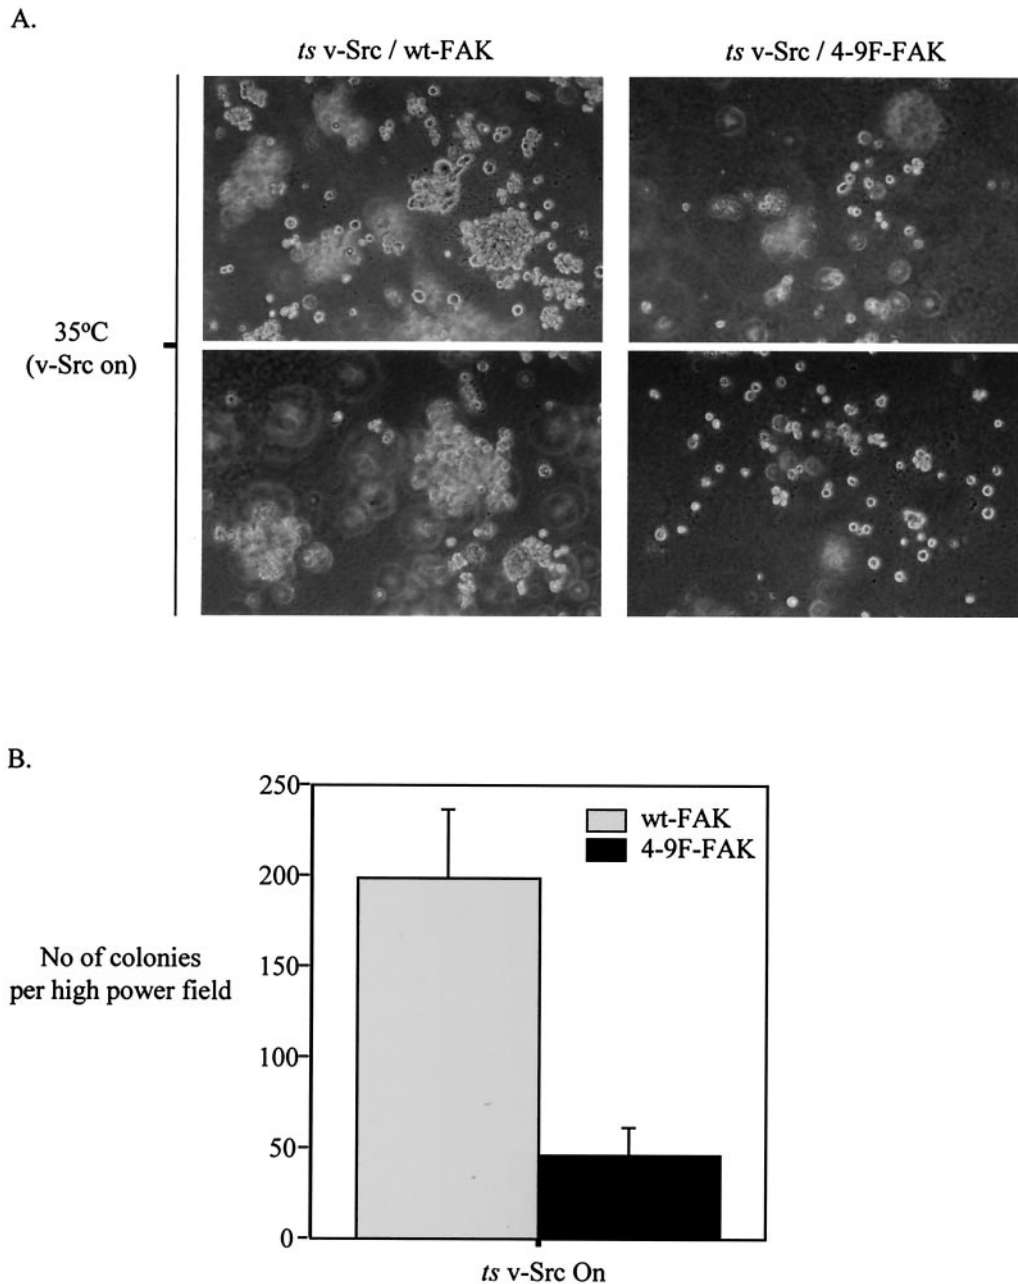 A.
ts v-Src / wt-FAK
ts v-Src / 4-9F-FAK
35ºC
(v-Src on)
B.
250
200
150
100
50
0
wt-FAK
4-9F-FAK
No of colonies
per high power field
ts v-Src On